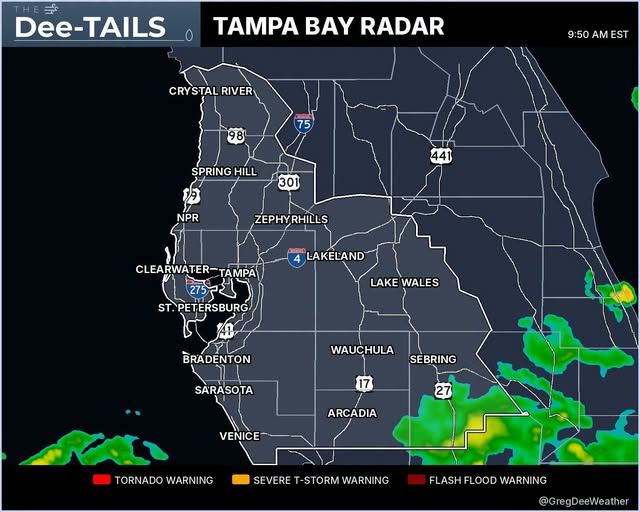 THE
Dee-TAILS
TAMPA BAY RADAR
9:50 AM EST
CRYSTAL RIVER
75
98
441
SPRING HILL
301
19
NPR
ZEPHYRHILLS
4
LAKELAND
CLEARWATER
TAMPA
275
LAKE WALES
ST. PETERSBURG
41
WAUCHULA
BRADENTON
SEBRING
17
27
SARASOTA
ARCADIA
VENICE
TORNADO WARNING
SEVERE T-STORM WARNING
FLASH FLOOD WARNING
@GregDeeWeather